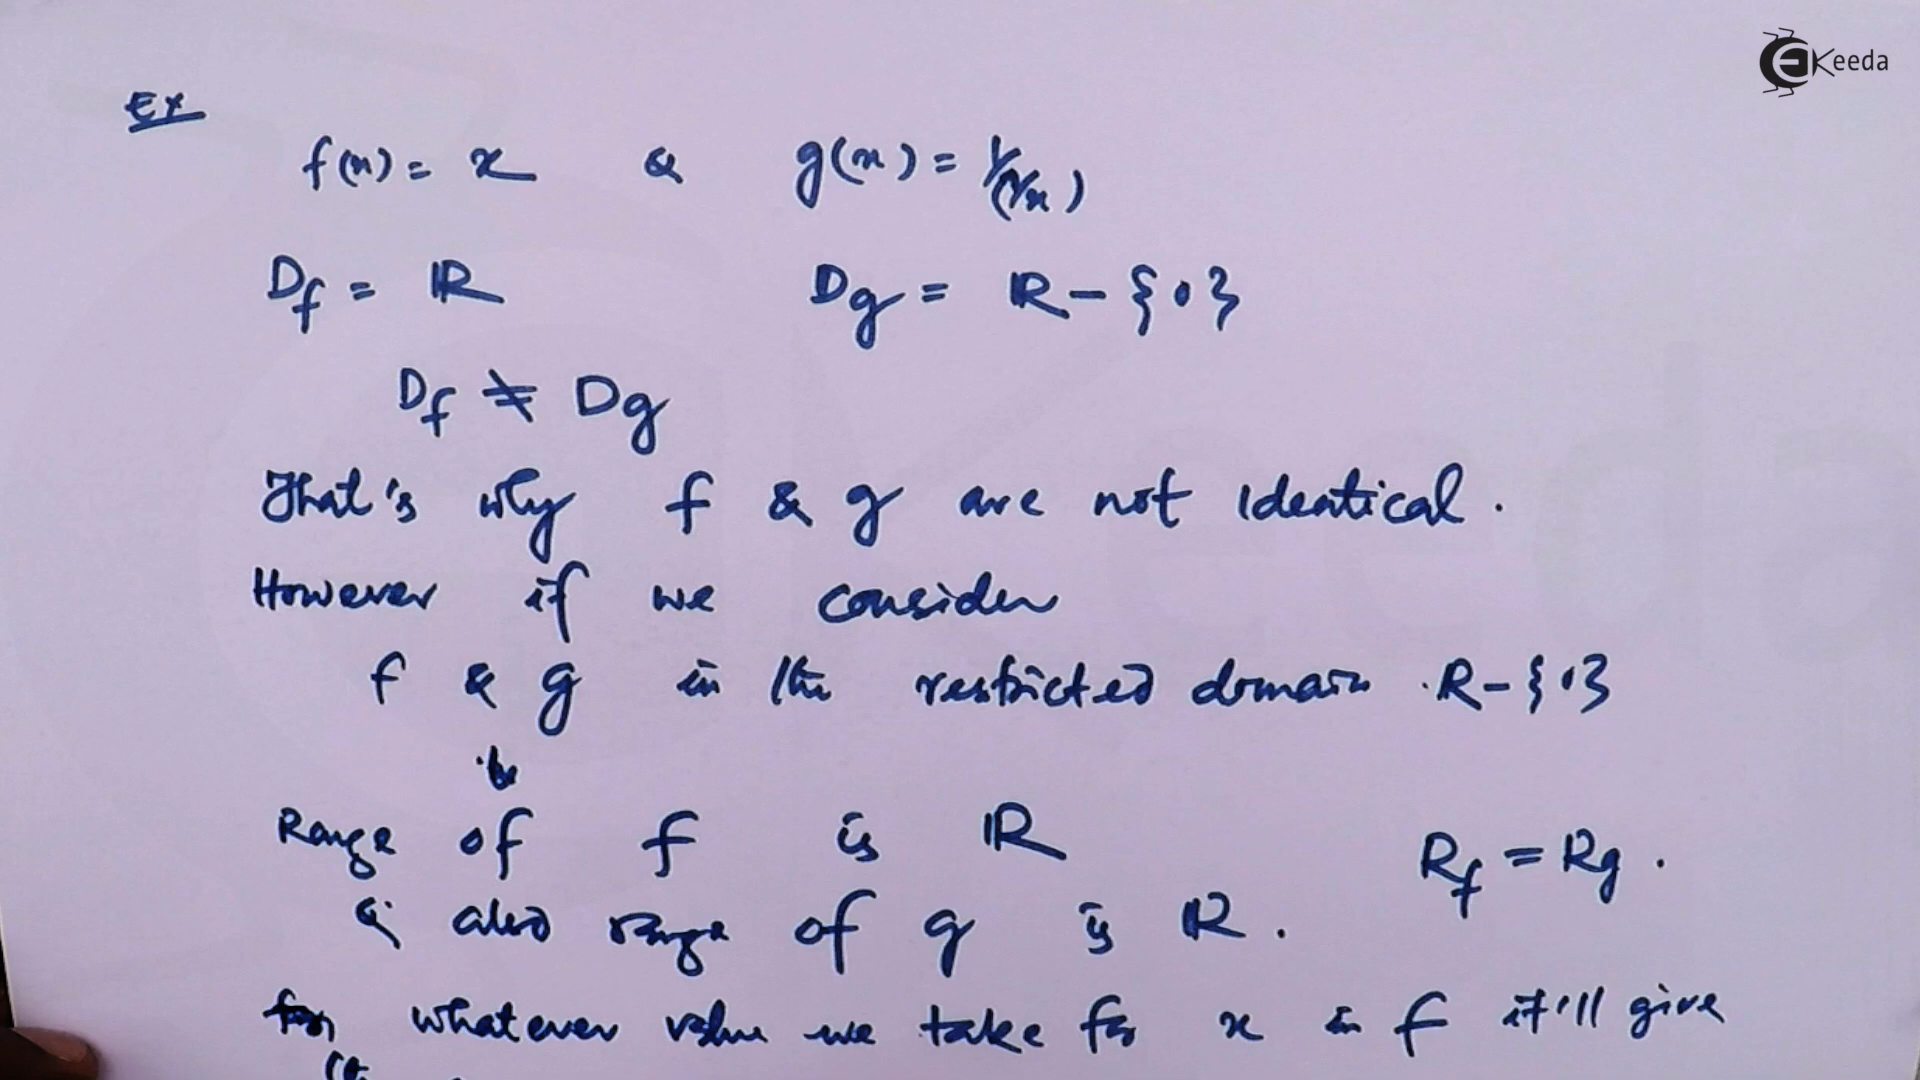 Ekeeda
Ex
f(x) = x & g(x) = 1/(1/x)
Df = ℝ Dg = ℝ - {0}
Df ≠ Dg
That's why f & g are not identical.
However if we consider
f & g in the restricted domain R - {0}
Range of f is ℝ Rf = Rg.
& also range of g is ℝ.
for whatever value we take for x in f it'll give